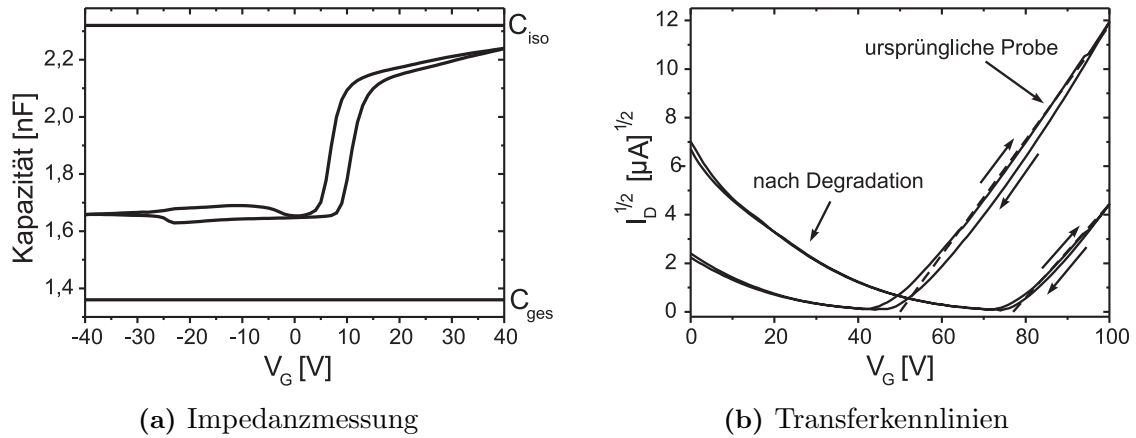 Kapazität [nF]
2,2
2,0
1,8
1,6
1,4
C_iso
C_ges
-40 -30 -20 -10 0 10 20 30 40
V_G [V]
(a) Impedanzmessung
I_D^1/2 [µA]^1/2
12
10
8
6
4
2
0
ursprüngliche Probe
nach Degradation
0 20 40 60 80 100
V_G [V]
(b) Transferkennlinien